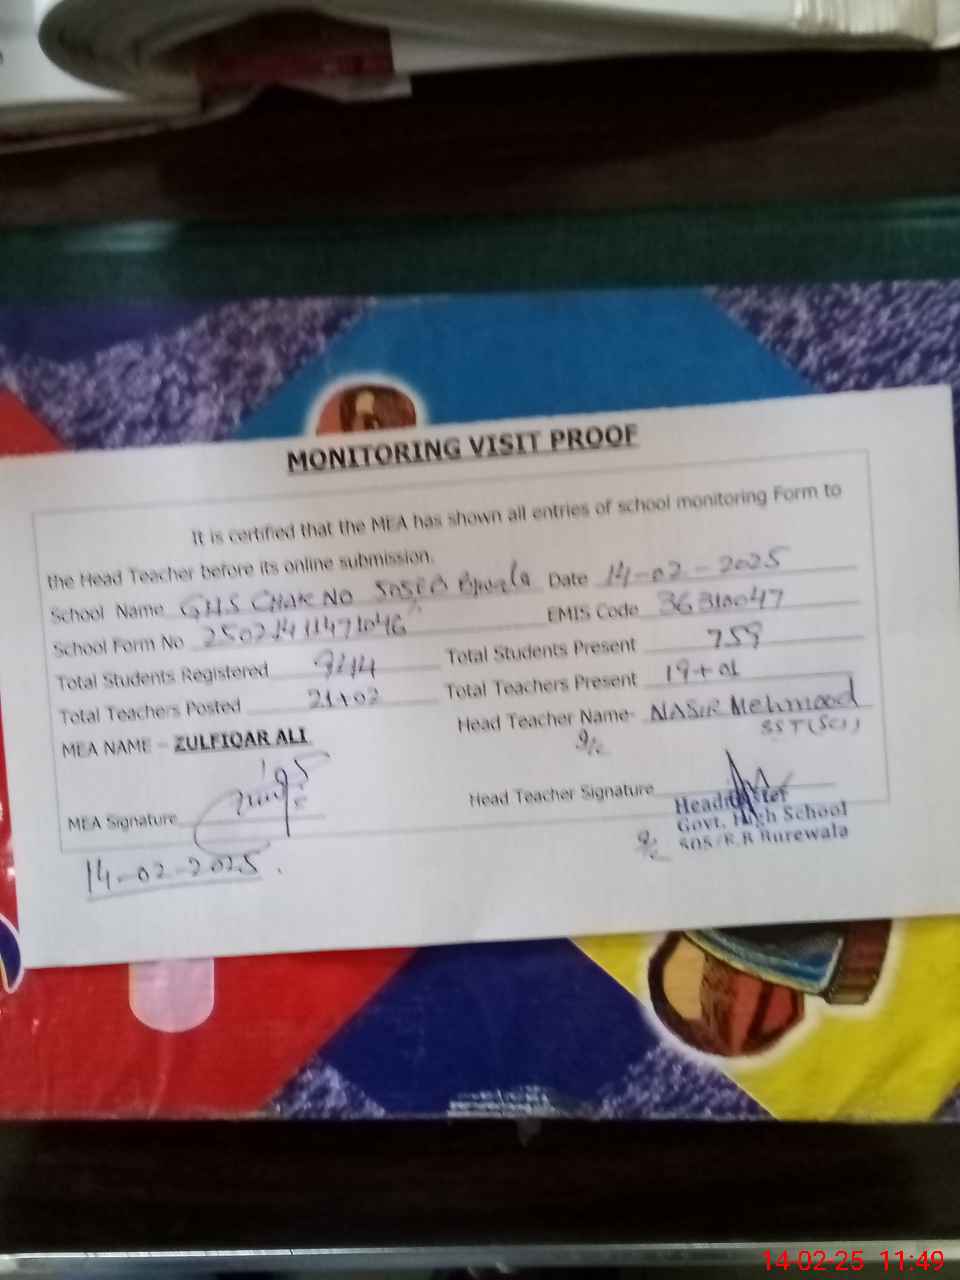 MONITORING VISIT PROOF
It is certified that the MEA has shown all entries of school monitoring Form to
the Head Teacher before its online submission.
School Name GHS CHAK NO 505EB Date 14-02-2025
School Form No EMIS Code 36310047
Total Students Registered Total Students Present 759
Total Teachers Posted 21+02 Total Teachers Present 19+01
MEA NAME – ZULFIQAR ALI Head Teacher Name- NASIR Mehmood
SST(SCI)
MEA Signature Head Teacher Signature
Headmaster
Govt. High School
505/E.B Burewala
14-02-2025.
14-02-25 11:49